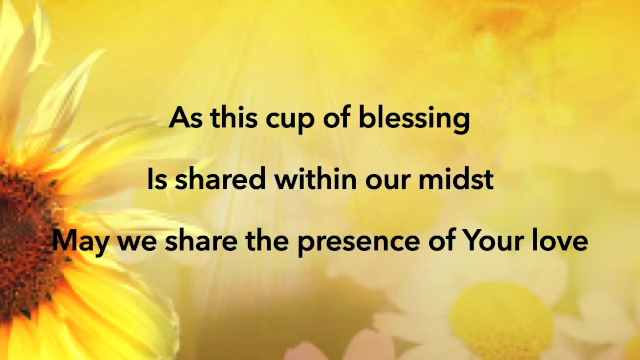 As this cup of blessing
Is shared within our midst
May we share the presence of Your love